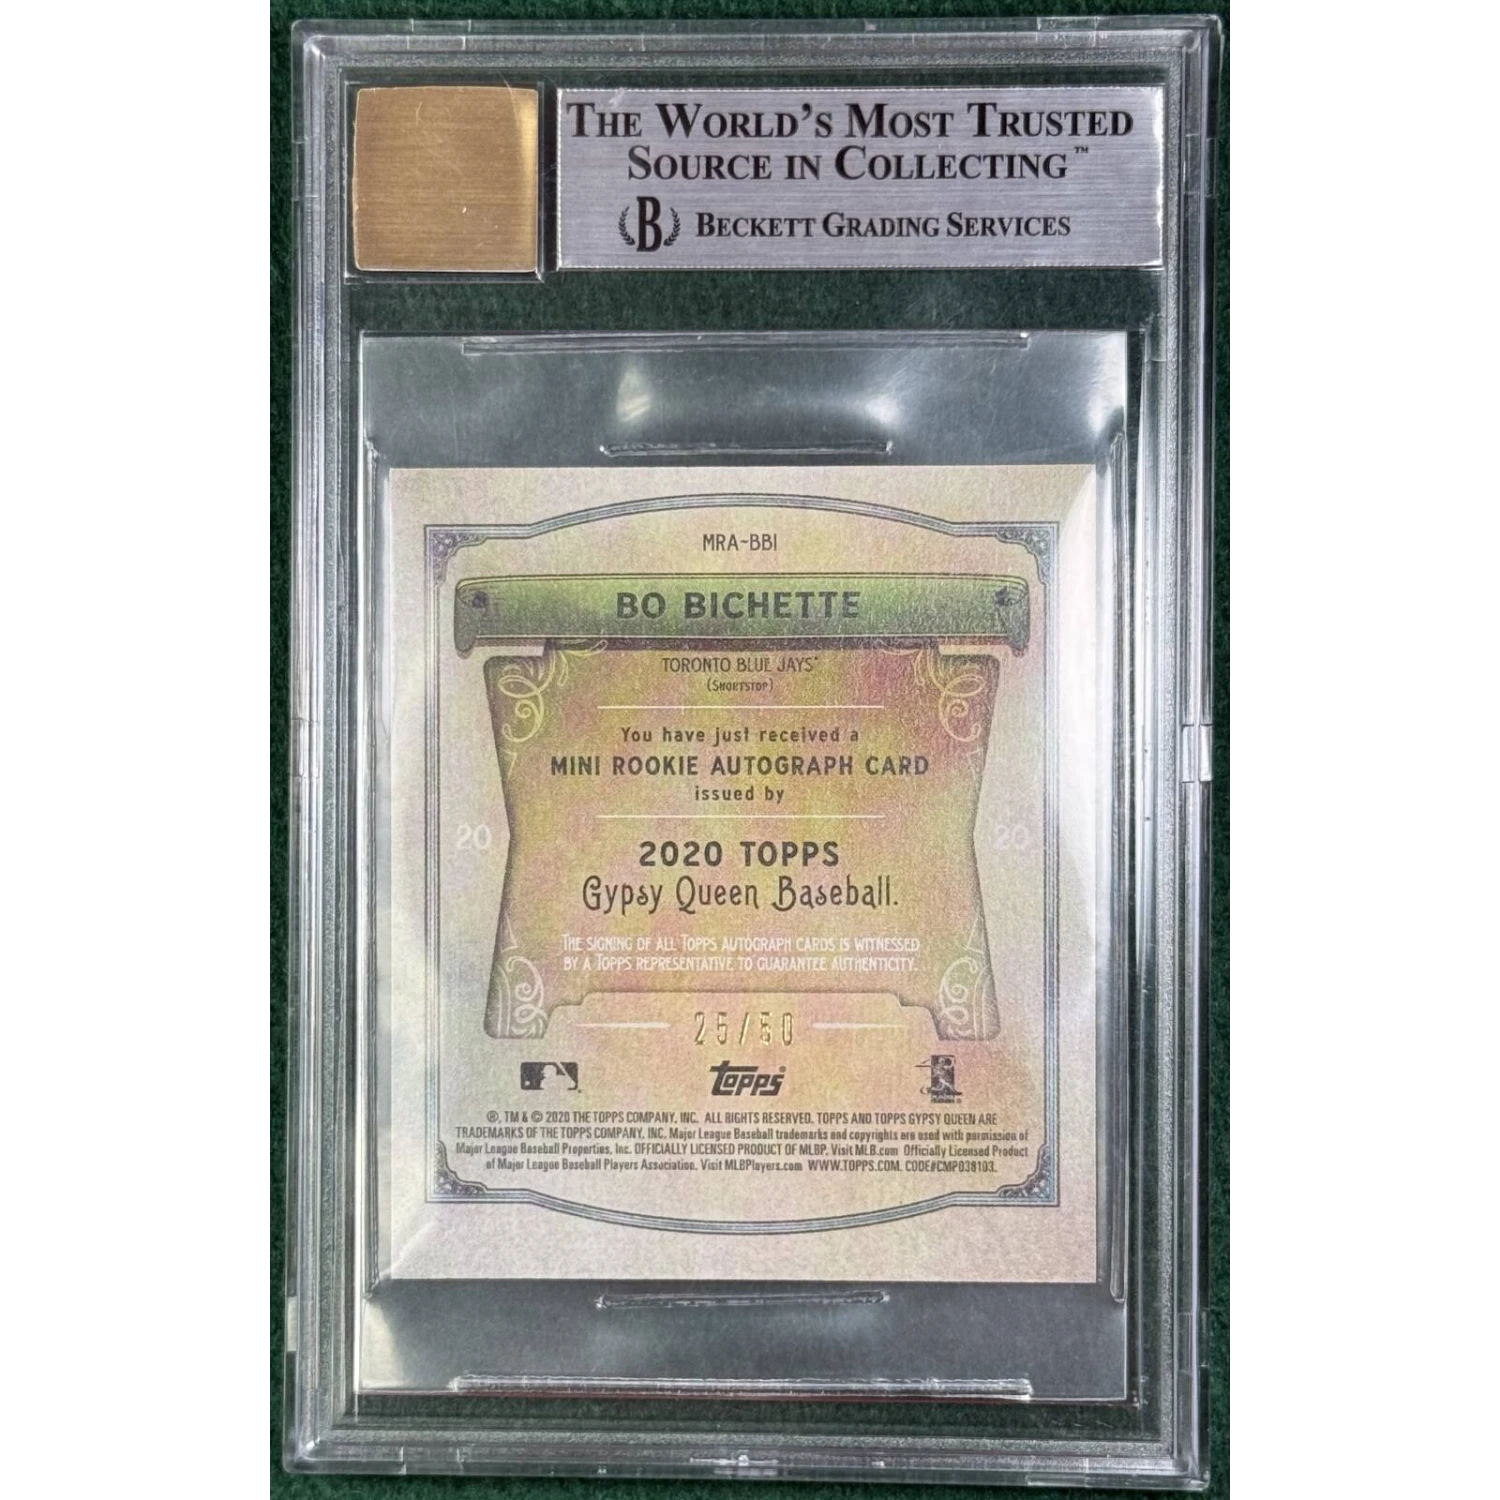 THE WORLD'S MOST TRUSTED
SOURCE IN COLLECTING™
B BECKETT GRADING SERVICES
MRA-BBI
BO BICHETTE
TORONTO BLUE JAYS®
(SHORTSTOP)
You have just received a
MINI ROOKIE AUTOGRAPH CARD
issued by
20 20
2020 TOPPS
Gypsy Queen Baseball.
THE SIGNING OF ALL TOPPS AUTOGRAPH CARDS IS WITNESSED
BY A TOPPS REPRESENTATIVE TO GUARANTEE AUTHENTICITY.
25/50
topps
®, TM & © 2020 THE TOPPS COMPANY, INC. ALL RIGHTS RESERVED. TOPPS AND TOPPS GYPSY QUEEN ARE
TRADEMARKS OF THE TOPPS COMPANY, INC. Major League Baseball trademarks and copyrights are used with permission of
Major League Baseball Properties, Inc. OFFICIALLY LICENSED PRODUCT OF MLBP. Visit MLB.com Officially Licensed Product
of Major League Baseball Players Association. Visit MLBPlayers.com WWW.TOPPS.COM. CODE#CMP038103.